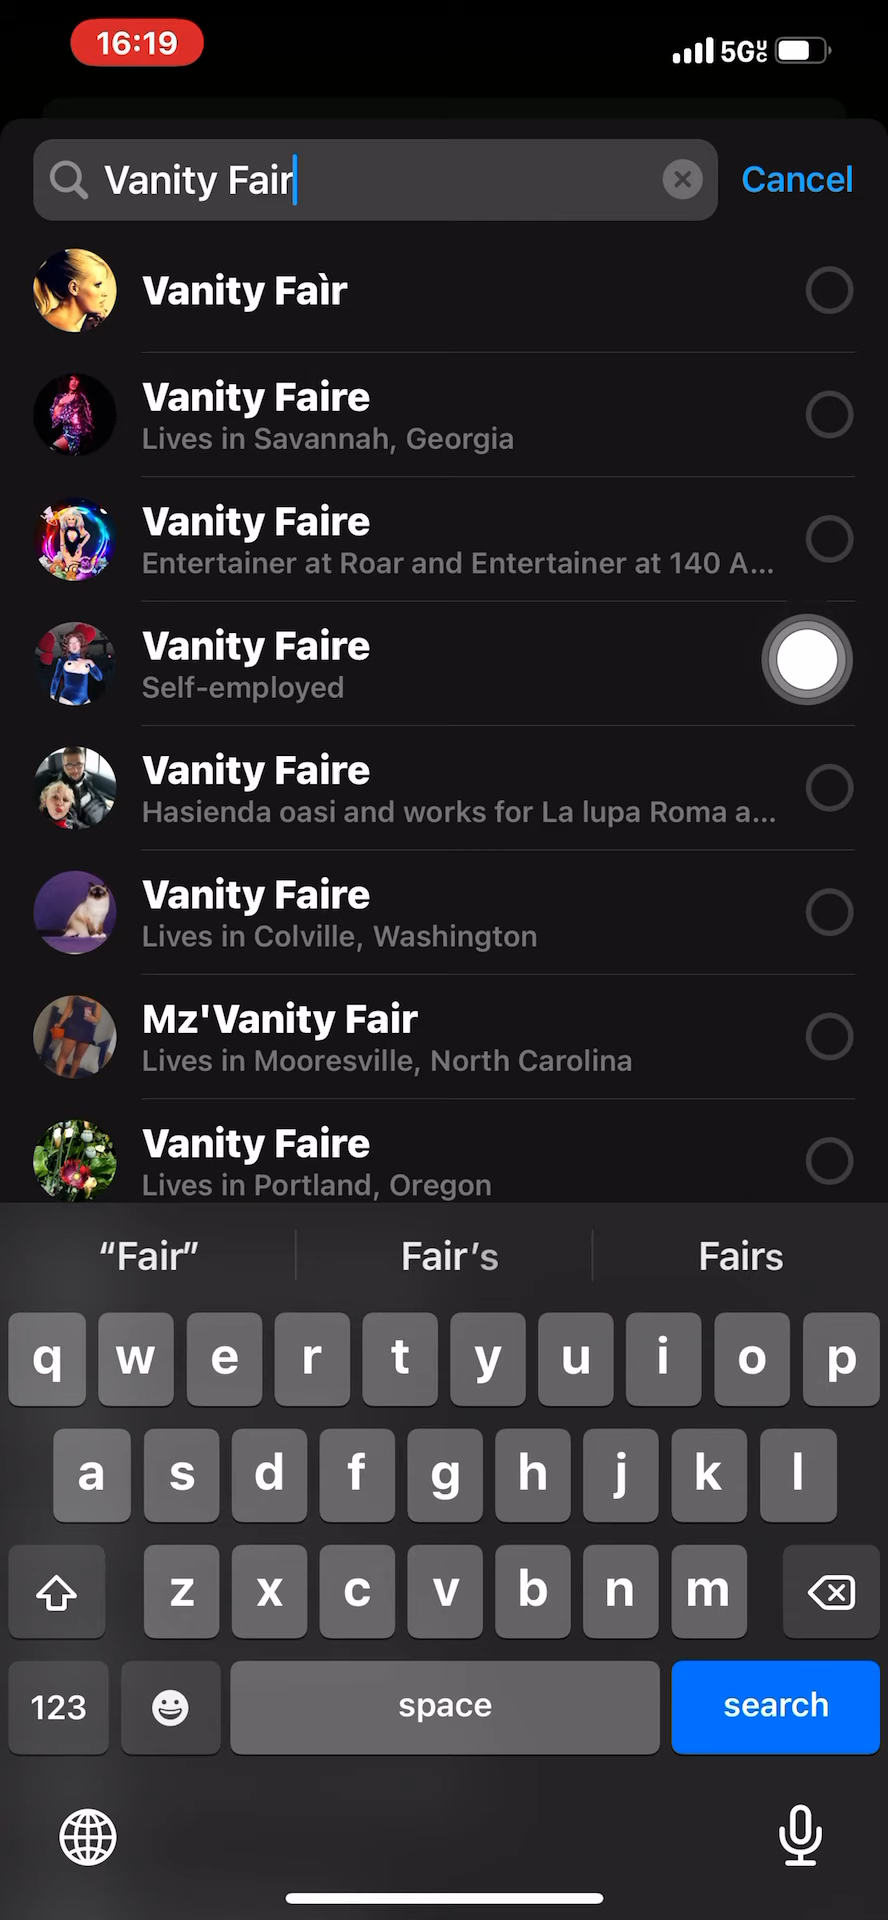 16:19
5GUC
Vanity Fair
Cancel
Vanity Faìr
Vanity Faire
Lives in Savannah, Georgia
Vanity Faire
Entertainer at Roar and Entertainer at 140 A...
Vanity Faire
Self-employed
Vanity Faire
Hasienda oasi and works for La lupa Roma a...
Vanity Faire
Lives in Colville, Washington
Mz'Vanity Fair
Lives in Mooresville, North Carolina
Vanity Faire
Lives in Portland, Oregon
“Fair” Fair’s Fairs
q w e r t y u i o p
a s d f g h j k l
z x c v b n m
123 space search